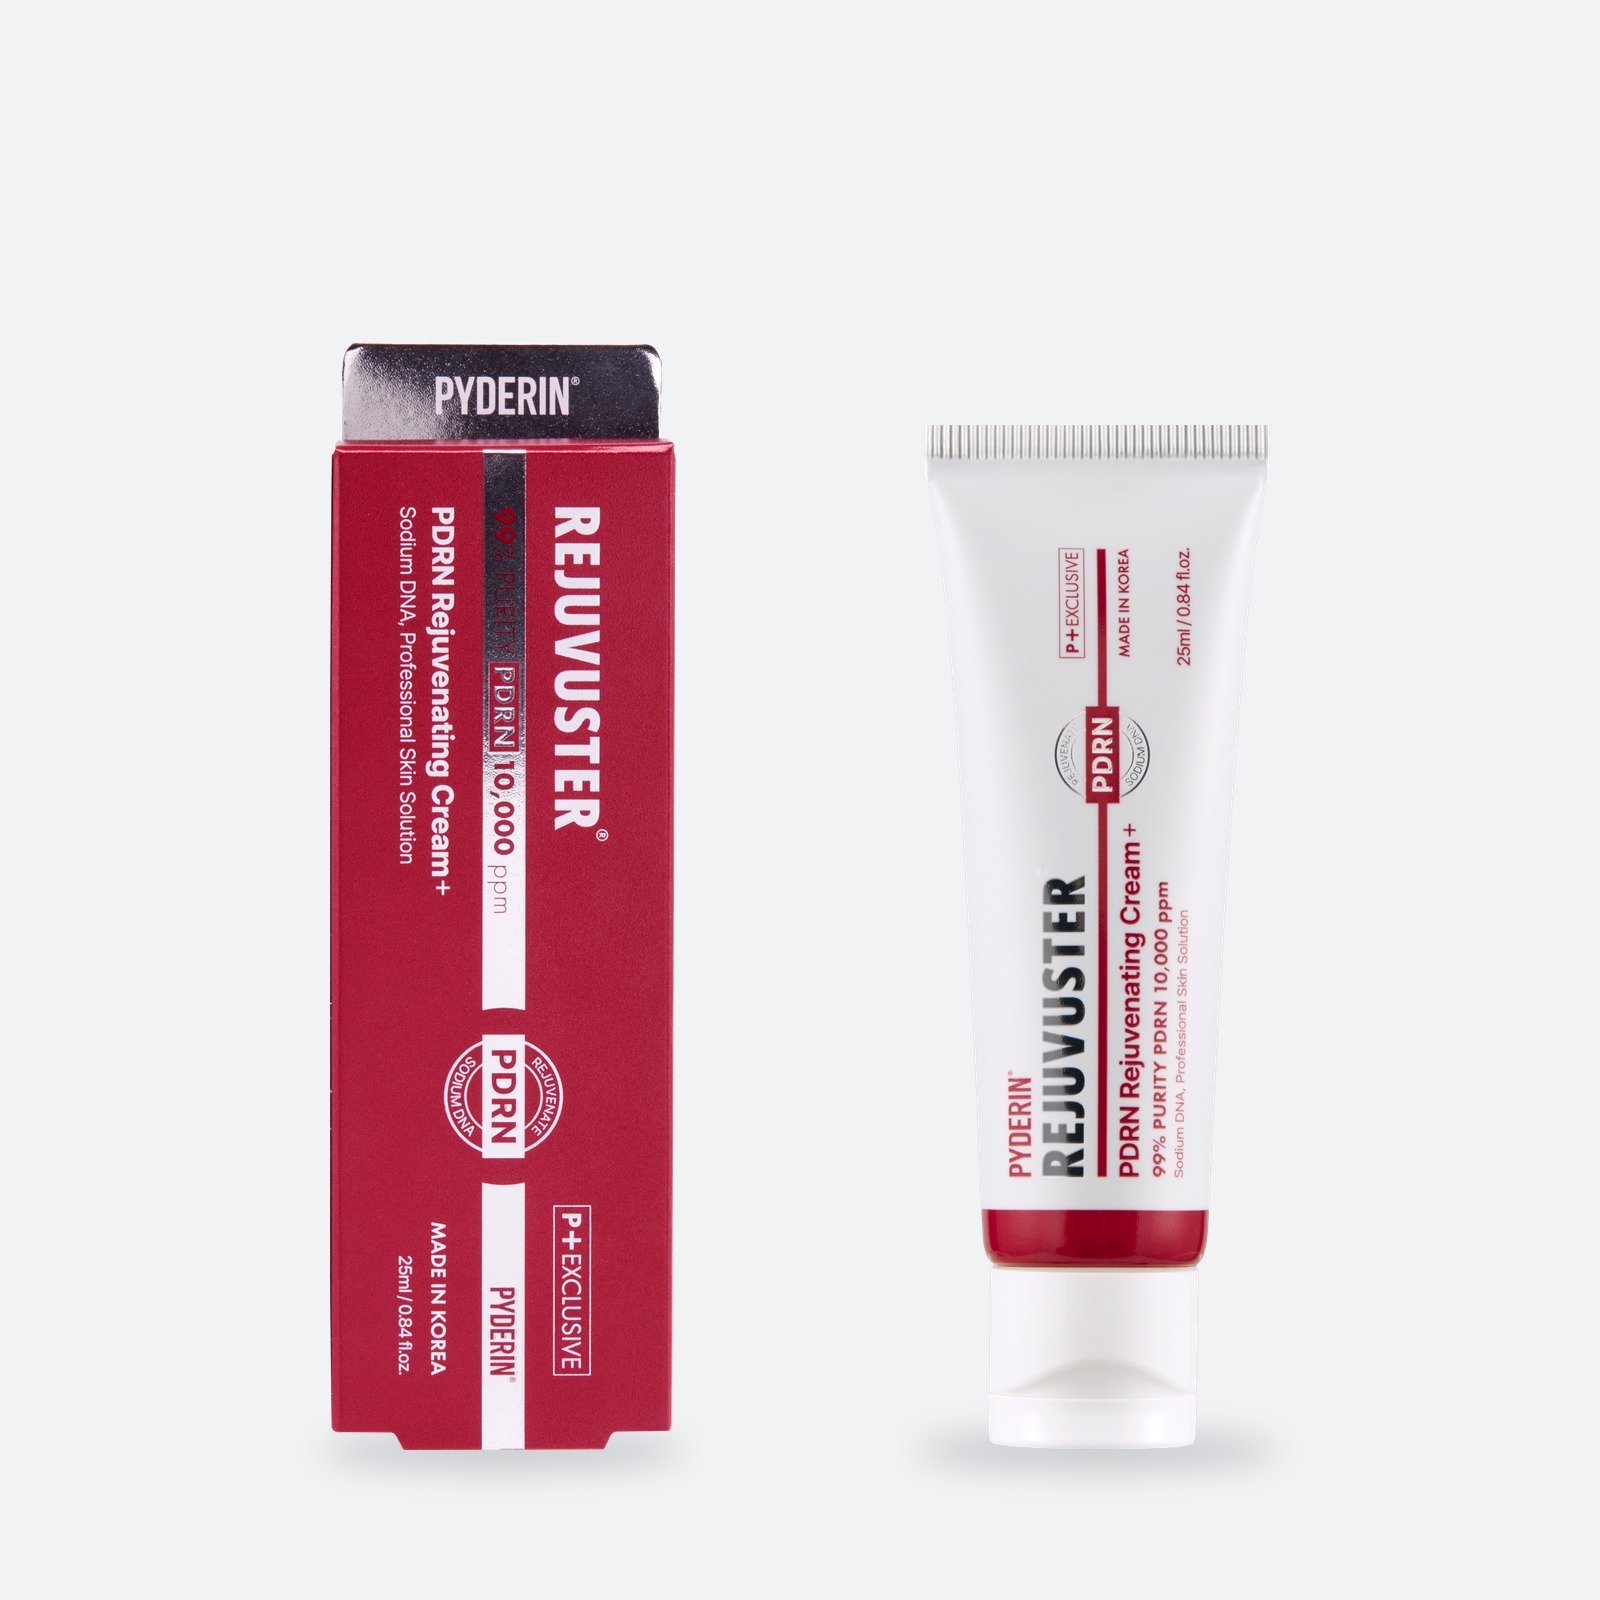 PYDERIN®
REJUVUSTER®
99% PURITY PDRN 10,000 ppm
PDRN Rejuvenating Cream+
Sodium DNA, Professional Skin Solution
REJUVENATE
PDRN
SODIUM DNA
P+EXCLUSIVE
PYDERIN®
MADE IN KOREA
25ml / 0.84 fl.oz.
PYDERIN®
REJUVUSTER
PDRN Rejuvenating Cream+
99% PURITY PDRN 10,000 ppm
Sodium DNA, Professional Skin Solution
REJUVENATE
PDRN
SODIUM DNA
P+EXCLUSIVE
MADE IN KOREA
25ml / 0.84 fl.oz.